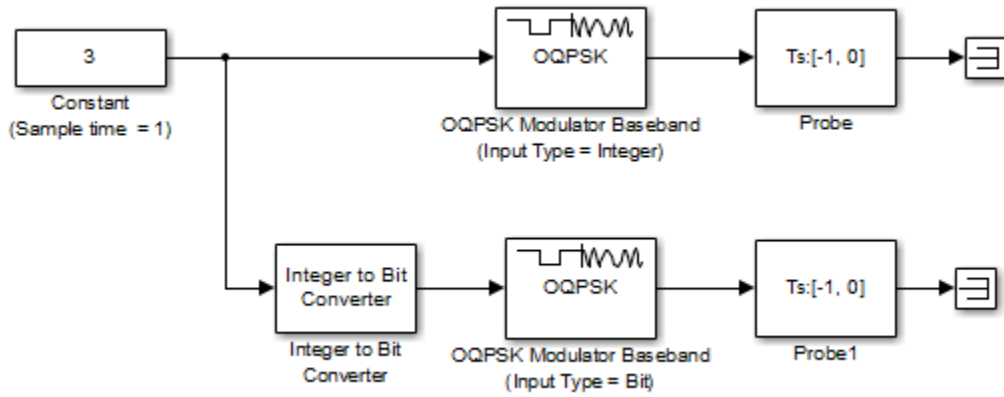 3
Constant
(Sample time = 1)
OQPSK
OQPSK Modulator Baseband
(Input Type = Integer)
Ts:[-1, 0]
Probe
Integer to Bit
Converter
Integer to Bit
Converter
OQPSK
OQPSK Modulator Baseband
(Input Type = Bit)
Ts:[-1, 0]
Probe1